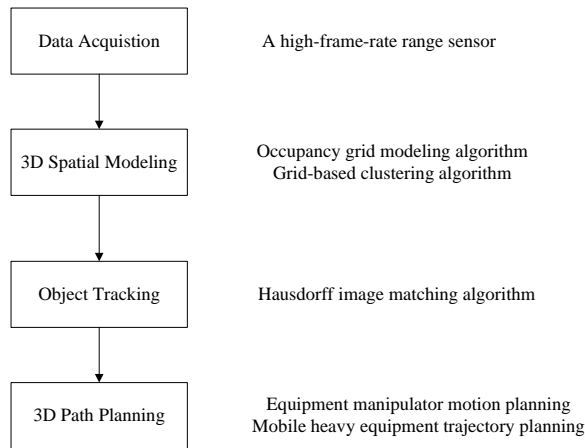 Data Acquistion
A high-frame-rate range sensor
3D Spatial Modeling
Occupancy grid modeling algorithm
Grid-based clustering algorithm
Object Tracking
Hausdorff image matching algorithm
3D Path Planning
Equipment manipulator motion planning
Mobile heavy equipment trajectory planning